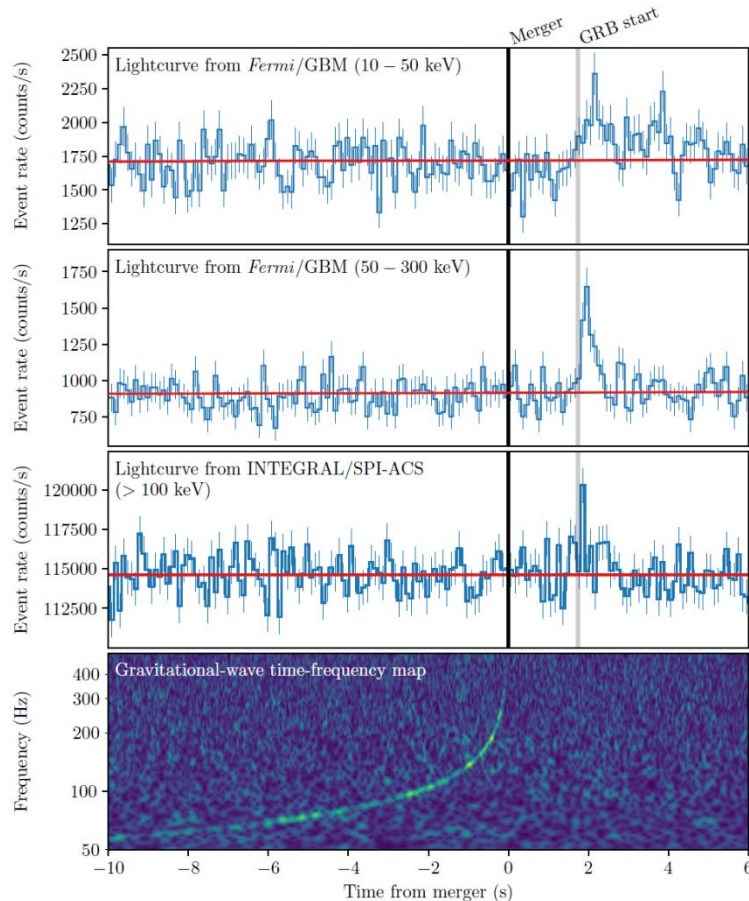 Merger
GRB start
Lightcurve from Fermi/GBM (10 − 50 keV)
Event rate (counts/s)
2500
2250
2000
1750
1500
1250
Lightcurve from Fermi/GBM (50 − 300 keV)
Event rate (counts/s)
1750
1500
1250
1000
750
Lightcurve from INTEGRAL/SPI-ACS
(> 100 keV)
Event rate (counts/s)
120000
117500
115000
112500
Gravitational-wave time-frequency map
Frequency (Hz)
400
300
200
100
50
−10 −8 −6 −4 −2 0 2 4 6
Time from merger (s)